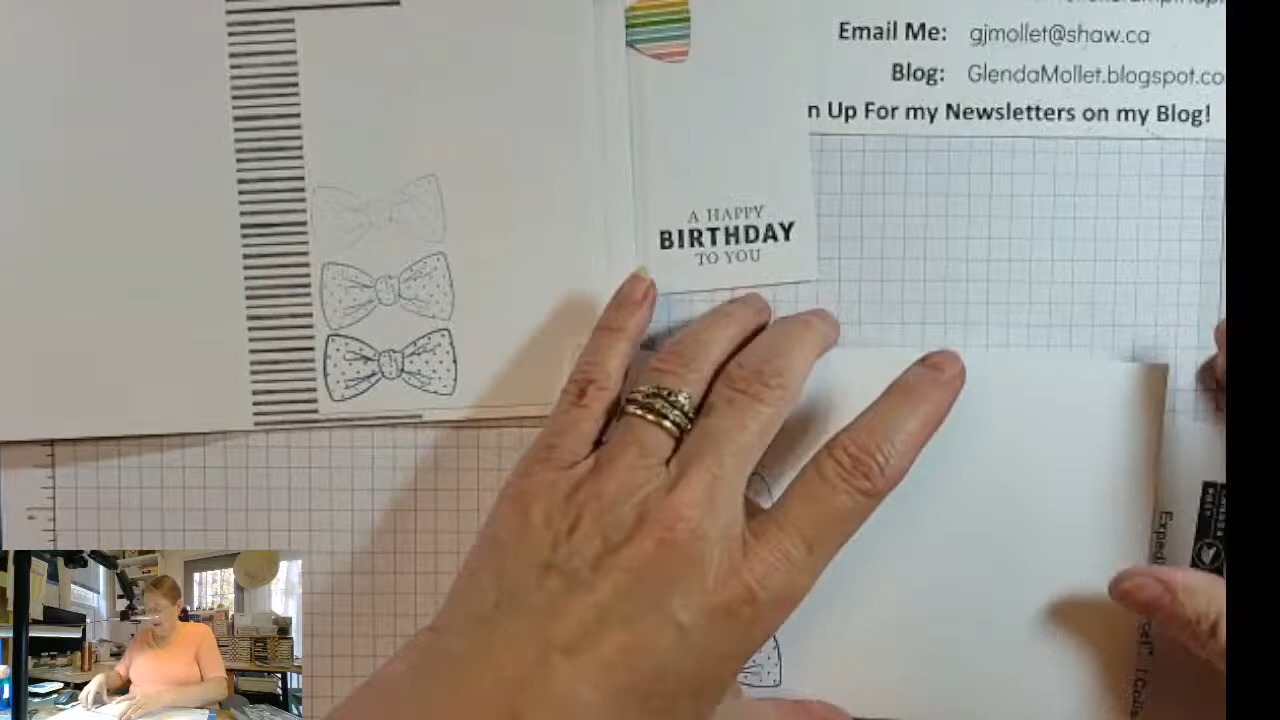 Email Me: gjmollet@shaw.ca
Blog: GlendaMollet.blogspot.co
n Up For my Newsletters on my Blog!
A HAPPY
BIRTHDAY
TO YOU